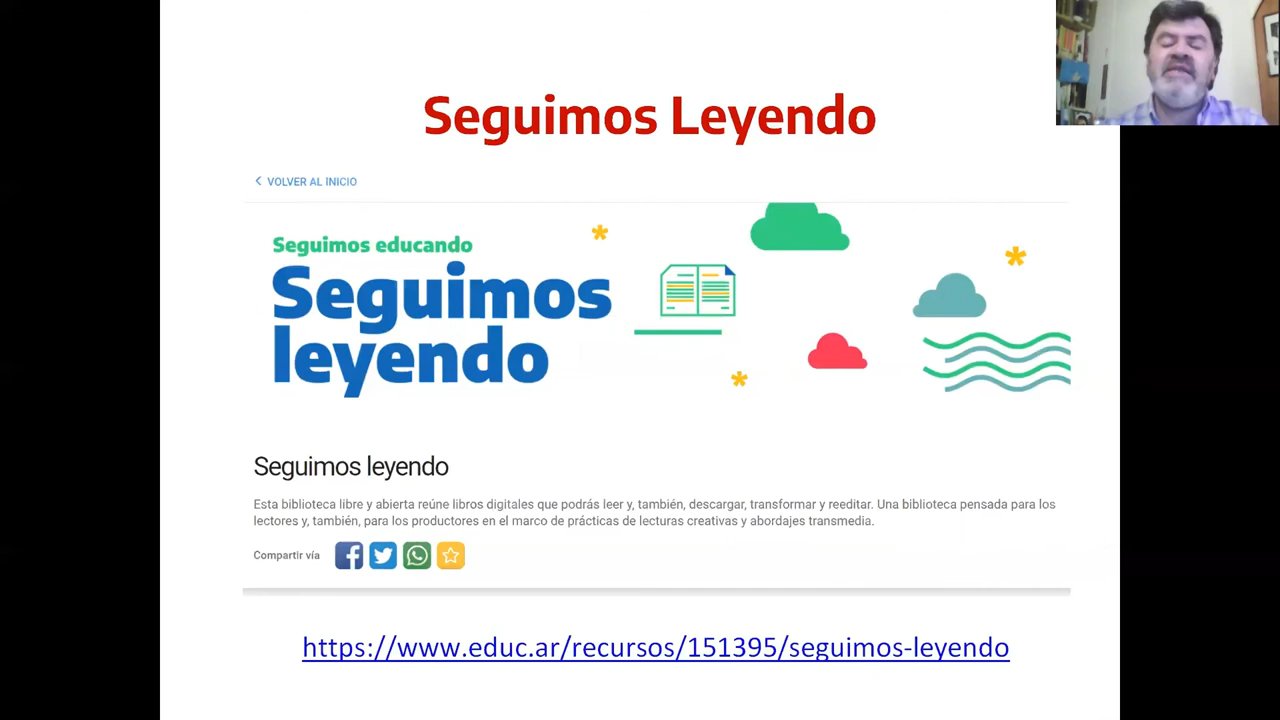 Seguimos Leyendo
VOLVER AL INICIO
Seguimos educando
Seguimos
leyendo
Seguimos leyendo
Esta biblioteca libre y abierta reúne libros digitales que podrás leer y, también, descargar, transformar y reeditar. Una biblioteca pensada para los
lectores y, también, para los productores en el marco de prácticas de lecturas creativas y abordajes transmedia.
Compartir vía
https://www.educ.ar/recursos/151395/seguimos-leyendo